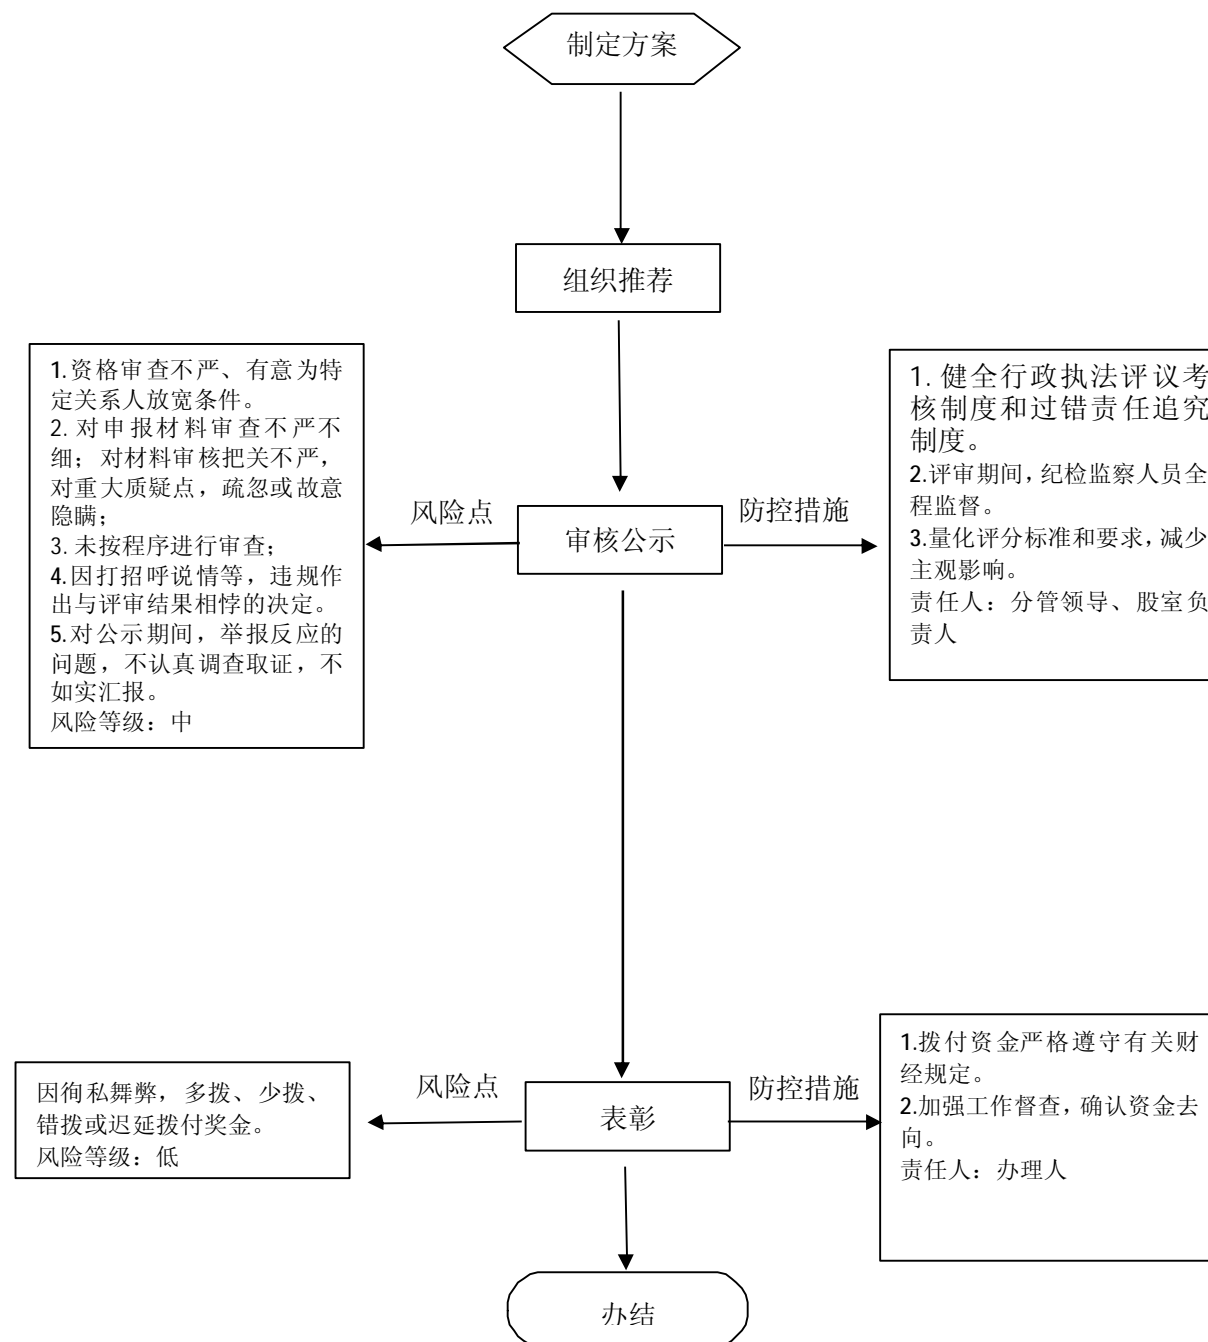 制定方案
组织推荐
1.资格审查不严、有意为特
定关系人放宽条件。
2. 对申报材料审查不严不
细；对材料审核把关不严，
对重大质疑点，疏忽或故意
隐瞒；
3. 未按程序进行审查；
4.因打招呼说情等，违规作
出与评审结果相悖的决定。
5.对公示期间，举报反应的
问题，不认真调查取证，不
如实汇报。
风险等级：中
风险点
审核公示
防控措施
1. 健全行政执法评议考
核制度和过错责任追究
制度。
2.评审期间，纪检监察人员全
程监督。
3.量化评分标准和要求，减少
主观影响。
责任人：分管领导、股室负
责人
因徇私舞弊，多拨、少拨、
错拨或迟延拨付奖金。
风险等级：低
风险点
表彰
防控措施
1.拨付资金严格遵守有关财
经规定。
2.加强工作督查，确认资金去
向。
责任人：办理人
办结